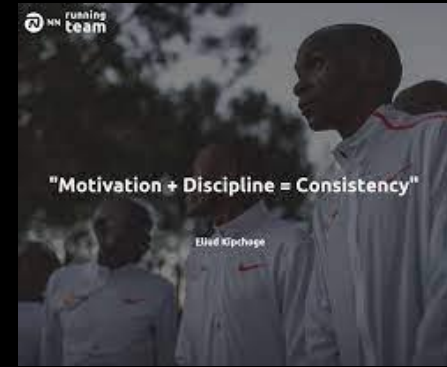 NN running
team
"Motivation + Discipline = Consistency"
Eliud Kipchoge